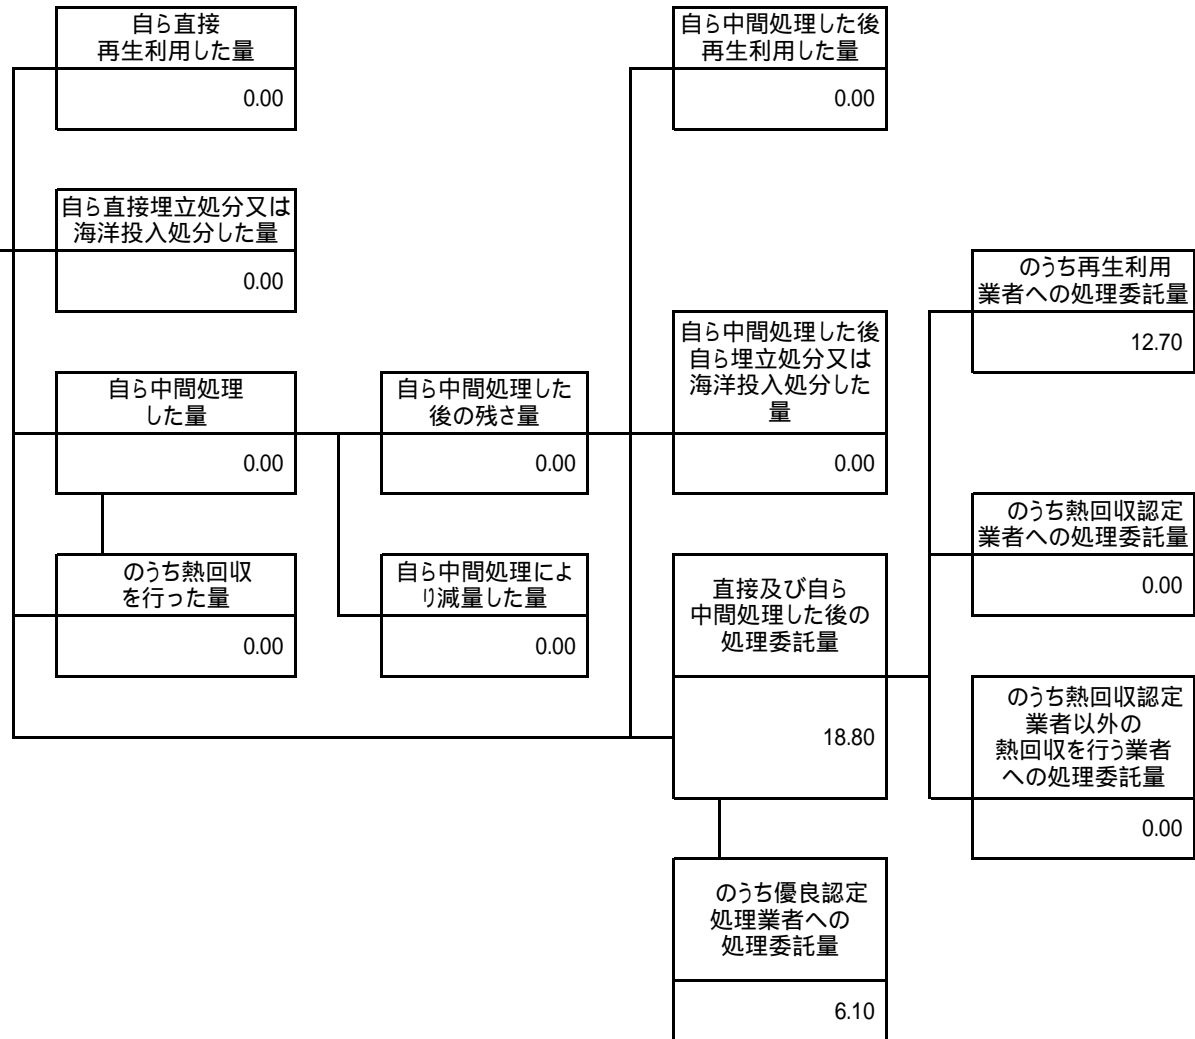 自ら直接
再生利用した量
0.00
自ら中間処理した後
再生利用した量
0.00
自ら直接埋立処分又は
海洋投入処分した量
0.00
のうち再生利用
業者への処理委託量
12.70
自ら中間処理した後
自ら埋立処分又は
海洋投入処分した
量
0.00
自ら中間処理
した量
0.00
自ら中間処理した
後の残さ量
0.00
のうち熱回収認定
業者への処理委託量
0.00
のうち熱回収
を行った量
0.00
自ら中間処理によ
り減量した量
0.00
直接及び自ら
中間処理した後の
処理委託量
18.80
のうち熱回収認定
業者以外の
熱回収を行う業者
への処理委託量
0.00
のうち優良認定
処理業者への
処理委託量
6.10